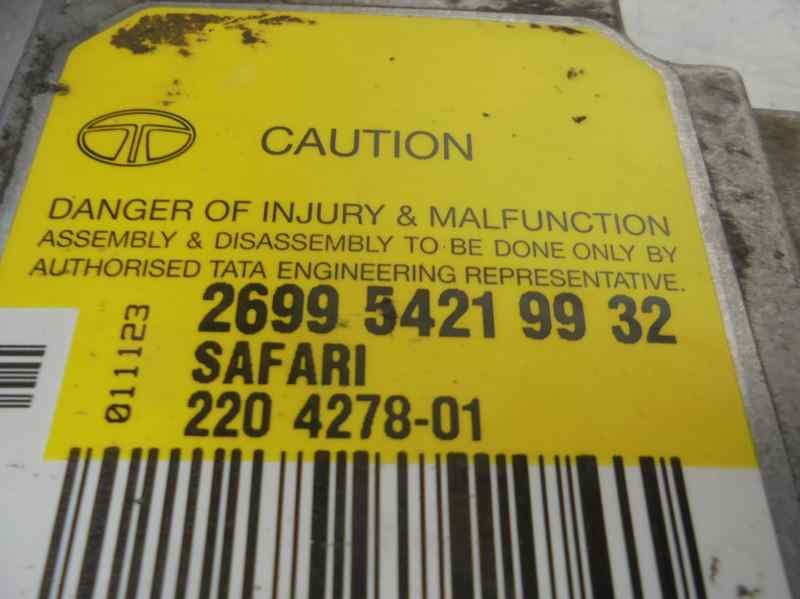 CAUTION
DANGER OF INJURY & MALFUNCTION
ASSEMBLY & DISASSEMBLY TO BE DONE ONLY BY
AUTHORISED TATA ENGINEERING REPRESENTATIVE.
2699 5421 99 32
SAFARI
220 4278-01
011123